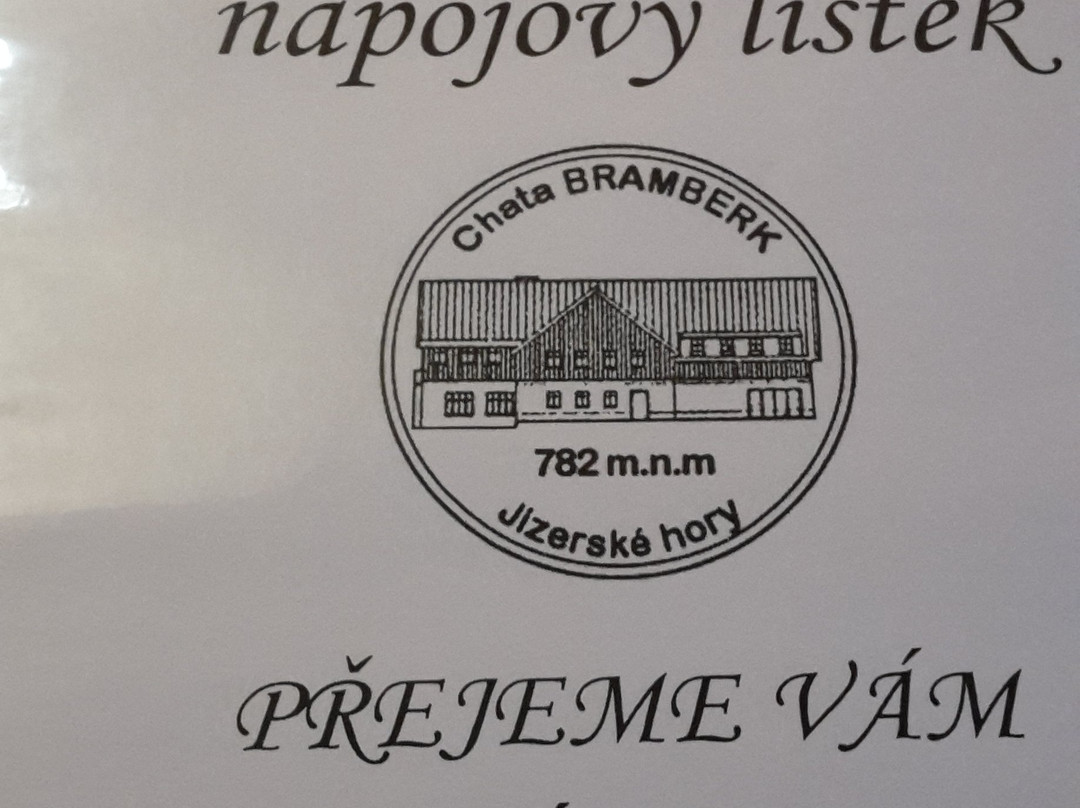 nápojový lístek
Chata BRAMBERK
782 m.n.m
Jizerské hory
PŘEJEME VÁM